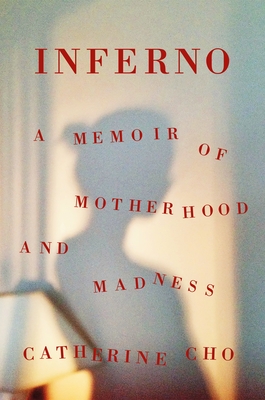 INFERNO
A MEMOIR OF
MOTHERHOOD
AND
MADNESS
CATHERINE CHO